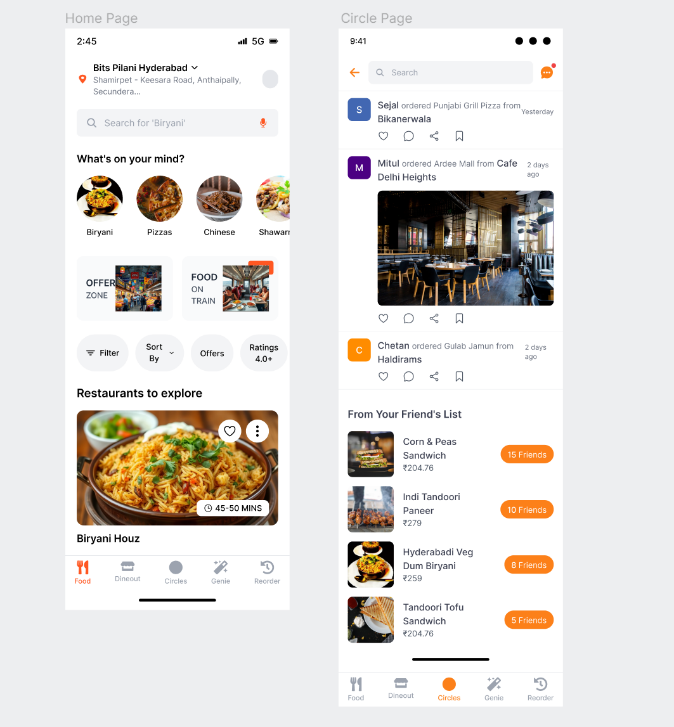 Home Page
2:45
5G
Bits Pilani Hyderabad
Shamirpet - Keesara Road, Anthaipally,
Secundera...
Search for 'Biryani'
What's on your mind?
Biryani
Pizzas
Chinese
Shawarr
OFFER
ZONE
FOOD
ON
TRAIN
Filter
Sort
By
Offers
Ratings
4.0+
Restaurants to explore
45-50 MINS
Biryani Houz
Food
Dineout
Circles
Genie
Reorder
Circle Page
9:41
Search
S
Sejal ordered Punjabi Grill Pizza from
Bikanerwala
Yesterday
M
Mitul ordered Ardee Mall from Cafe
Delhi Heights
2 days
ago
C
Chetan ordered Gulab Jamun from
Haldirams
2 days
ago
From Your Friend's List
Corn & Peas
Sandwich
₹204.76
15 Friends
Indi Tandoori
Paneer
₹279
10 Friends
Hyderabadi Veg
Dum Biryani
₹259
8 Friends
Tandoori Tofu
Sandwich
₹204.76
5 Friends
Food
Dineout
Circles
Genie
Reorder